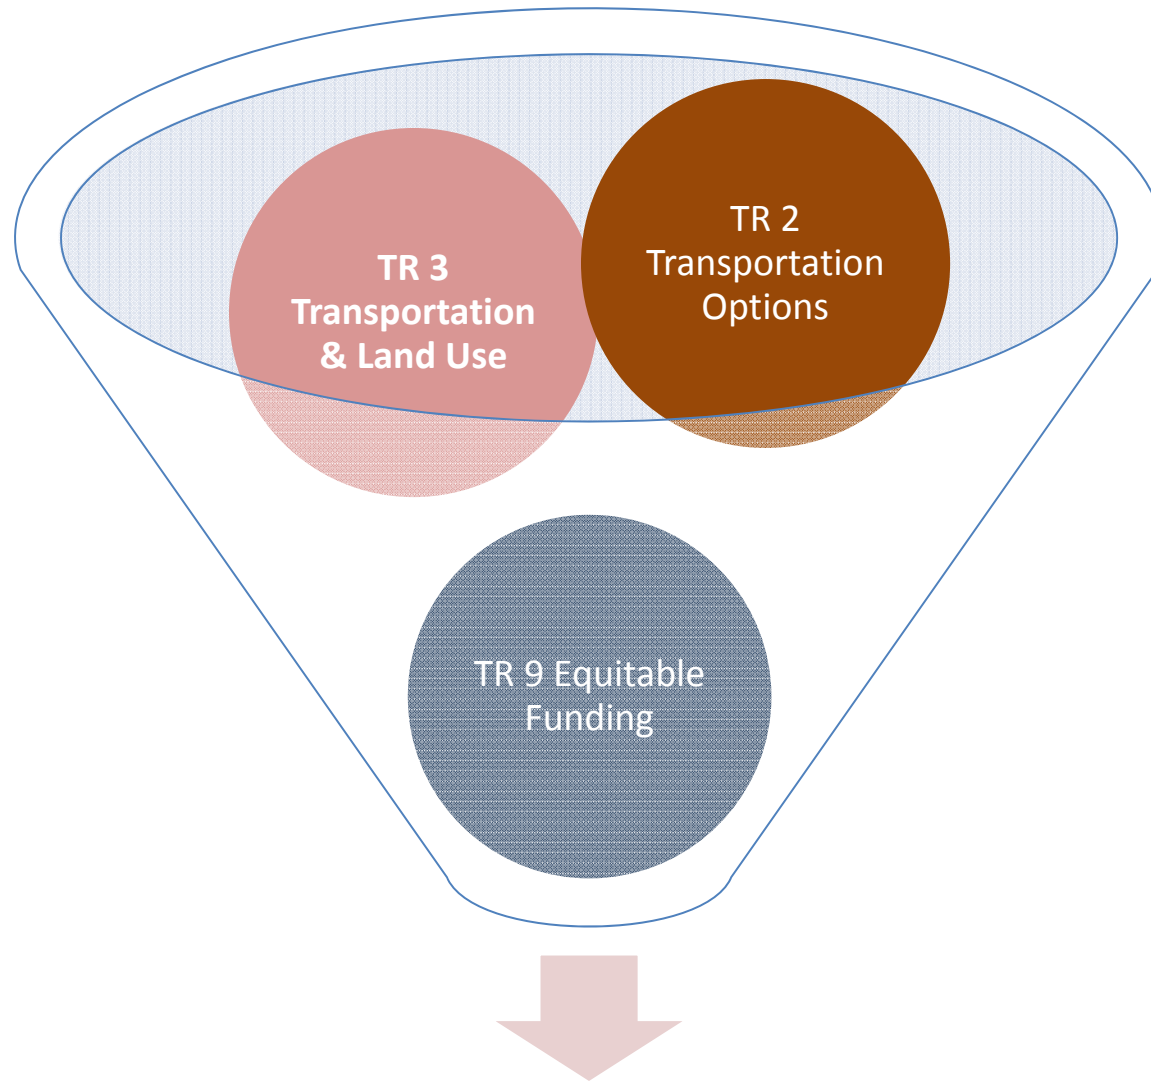 TR 3
Transportation
& Land Use
TR 2
Transportation
Options
TR 9 Equitable
Funding